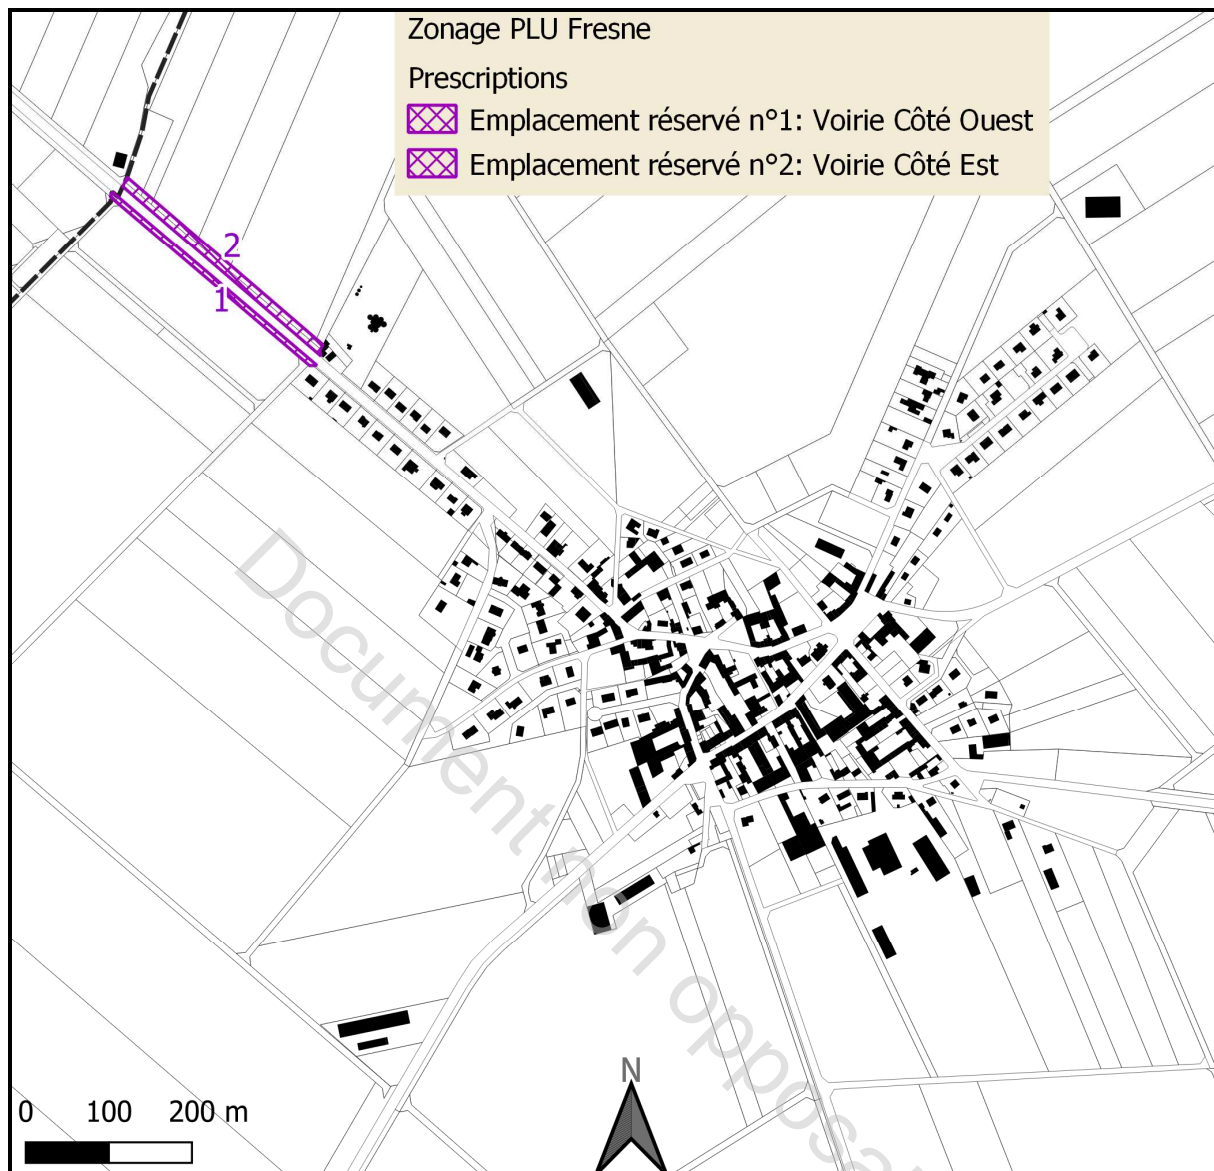 Zonage PLU Fresne
Prescriptions
Emplacement réservé n°1: Voirie Côté Ouest
Emplacement réservé n°2: Voirie Côté Est
2
1
Document non opposa
N
0 100 200 m